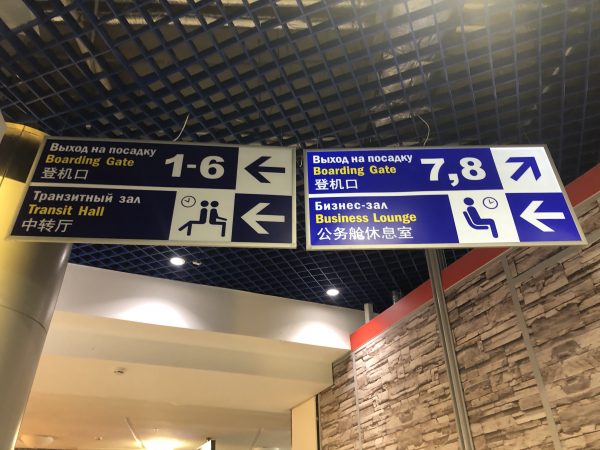 Выход на посадку
Boarding Gate
登机口
1-6
Транзитный зал
Transit Hall
中转厅
Выход на посадку
Boarding Gate
登机口
7,8
Бизнес-зал
Business Lounge
公务舱休息室